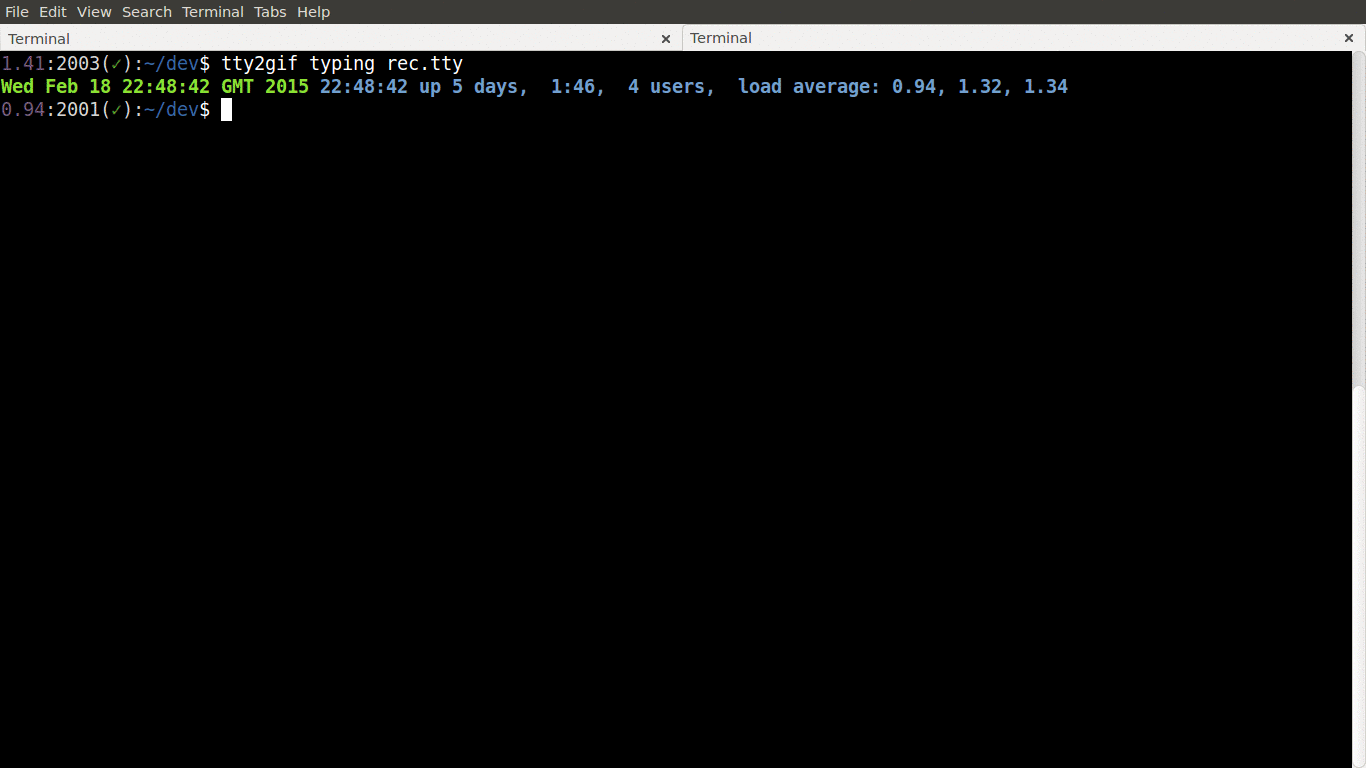 File Edit View Search Terminal Tabs Help
Terminal × Terminal ×
1.41:2003(✓):~/dev$ tty2gif typing rec.tty
Wed Feb 18 22:48:42 GMT 2015 22:48:42 up 5 days,  1:46,  4 users,  load average: 0.94, 1.32, 1.34
0.94:2001(✓):~/dev$